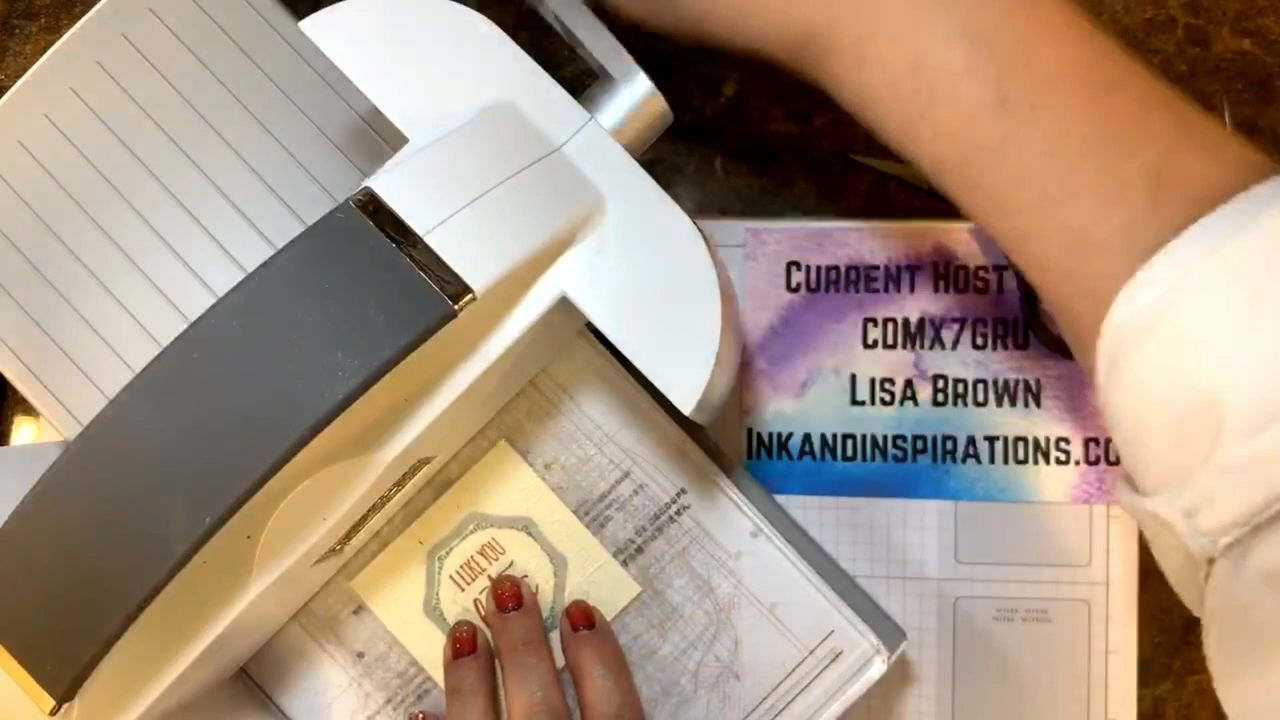 CURRENT HOST
CDMX7GRU
LISA BROWN
INKANDINSPIRATIONS.CO
I LIKE YOU